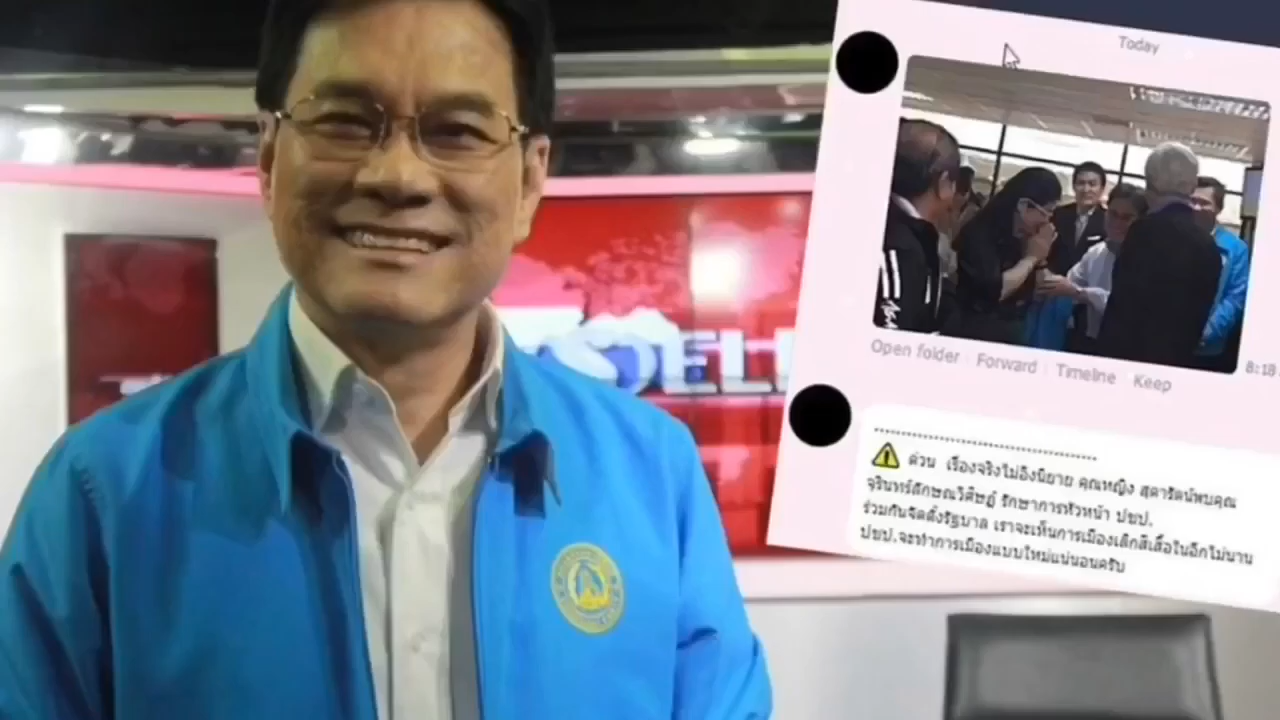 Today
Open folder Forward Timeline Keep
8:18
ด่วน เรื่องจริงไม่อิงนิยาย คุณหญิง สุดารัตน์พบคุณ
จุรินทร์ลักษณวิศิษฏ์ รักษาการหัวหน้า ปชป.
ร่วมกันจัดตั้งรัฐบาล เราจะเห็นการเมืองเลิกสีเสื้อในอีกไม่นาน
ปชป.จะทำการเมืองแบบใหม่แน่นอนครับ